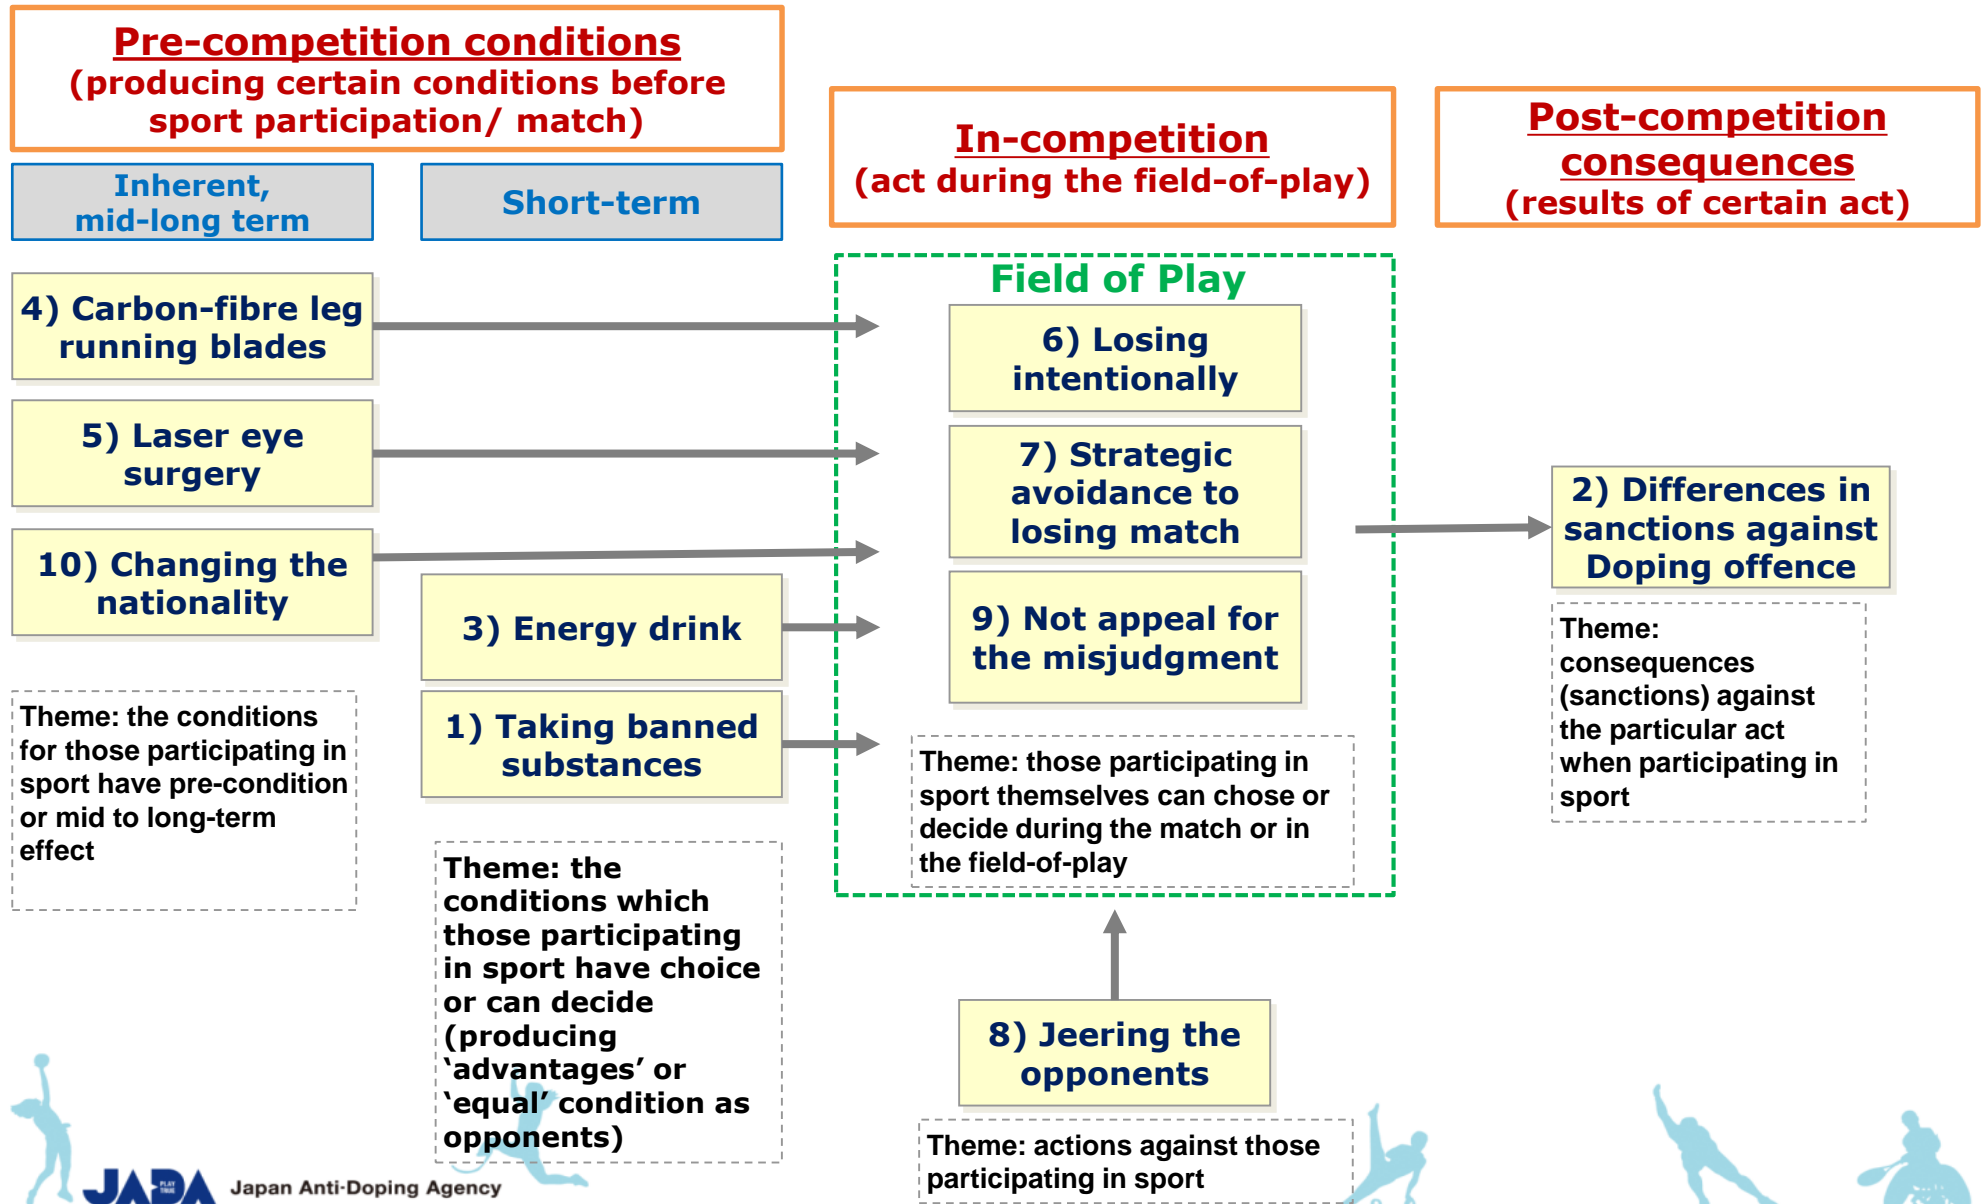 Pre-competition conditions
(producing certain conditions before
sport participation/ match)
Inherent,
mid-long term
Short-term
In-competition
(act during the field-of-play)
Post-competition
consequences
(results of certain act)
4) Carbon-fibre leg
running blades
5) Laser eye
surgery
10) Changing the
nationality
Theme: the conditions
for those participating in
sport have pre-condition
or mid to long-term
effect
3) Energy drink
1) Taking banned
substances
Theme: the
conditions which
those participating
in sport have choice
or can decide
(producing
‘advantages’ or
‘equal’ condition as
opponents)
Field of Play
6) Losing
intentionally
7) Strategic
avoidance to
losing match
9) Not appeal for
the misjudgment
Theme: those participating in
sport themselves can chose or
decide during the match or in
the field-of-play
8) Jeering the
opponents
Theme: actions against those
participating in sport
2) Differences in
sanctions against
Doping offence
Theme:
consequences
(sanctions) against
the particular act
when participating in
sport
JADA
PLAY
TRUE
Japan Anti-Doping Agency